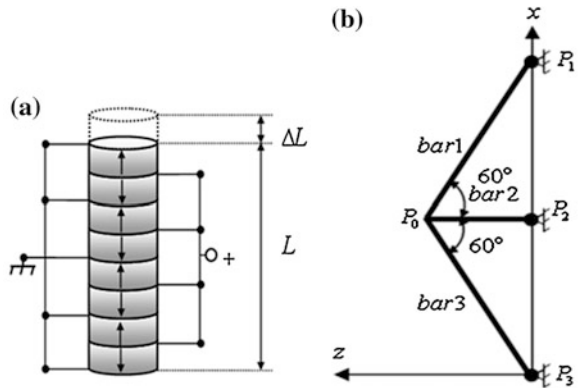 (a)
ΔL
L
+
(b)
x
P₁
bar1
60°
bar2
P₀
P₂
60°
bar3
z
P₃